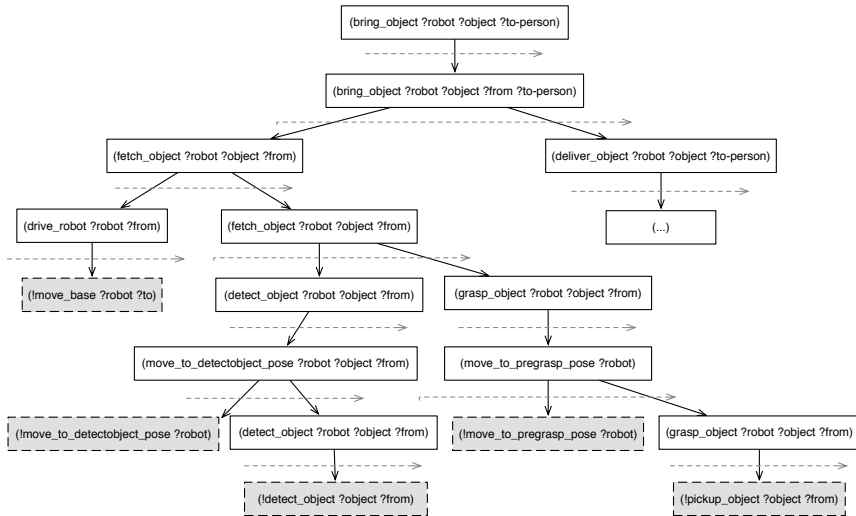 (bring_object ?robot ?object ?to-person)
(bring_object ?robot ?object ?from ?to-person)
(fetch_object ?robot ?object ?from)
(deliver_object ?robot ?object ?to-person)
(drive_robot ?robot ?from)
(fetch_object ?robot ?object ?from)
(...)
(!move_base ?robot ?to)
(detect_object ?robot ?object ?from)
(grasp_object ?robot ?object ?from)
(move_to_detectobject_pose ?robot ?object ?from)
(move_to_pregrasp_pose ?robot)
(!move_to_detectobject_pose ?robot)
(detect_object ?robot ?object ?from)
(!move_to_pregrasp_pose ?robot)
(grasp_object ?robot ?object ?from)
(!detect_object ?object ?from)
(!pickup_object ?object ?from)